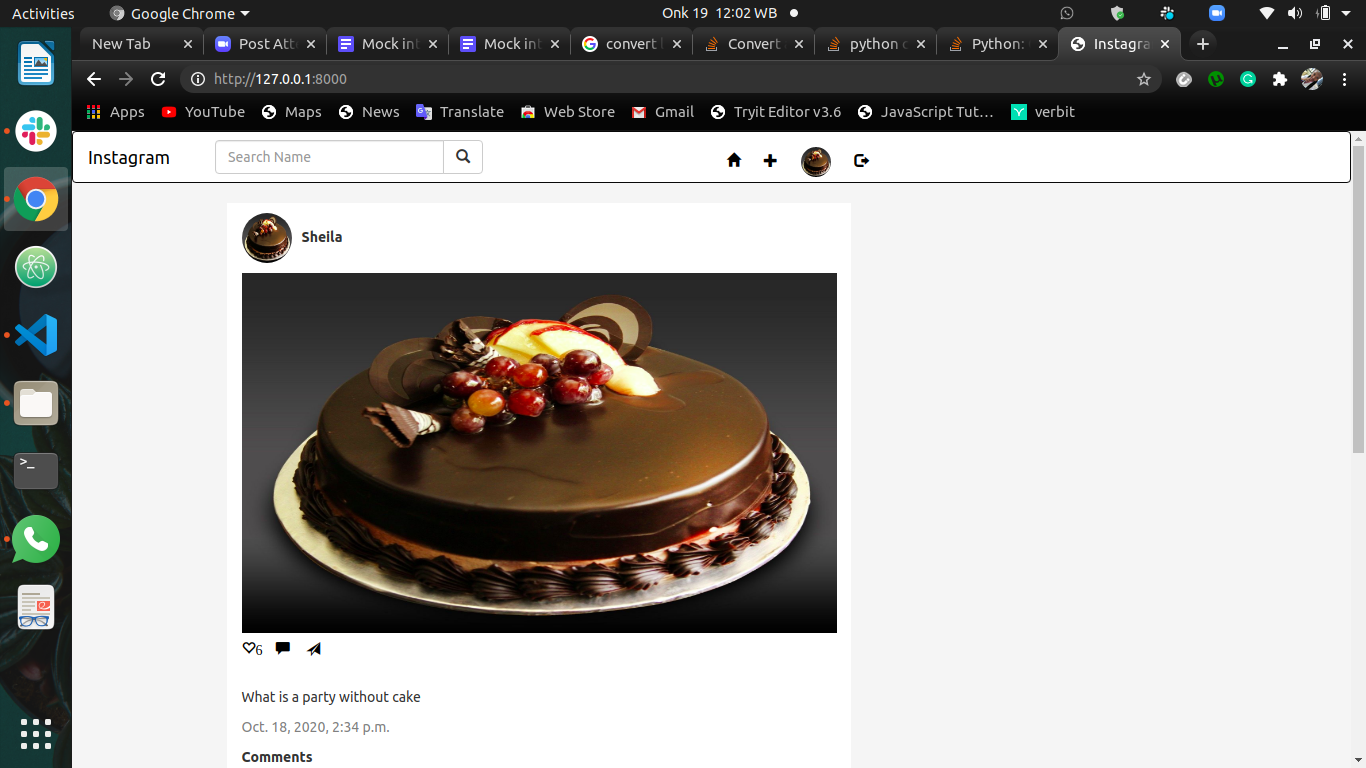 Activities Google Chrome Onk 19 12:02 WB
New Tab Post Att Mock int Mock int convert Convert python Python: Instagra
http://127.0.0.1:8000
Apps YouTube Maps News Translate Web Store Gmail Tryit Editor v3.6 JavaScript Tut… verbit
Instagram Search Name
Sheila
6
What is a party without cake
Oct. 18, 2020, 2:34 p.m.
Comments